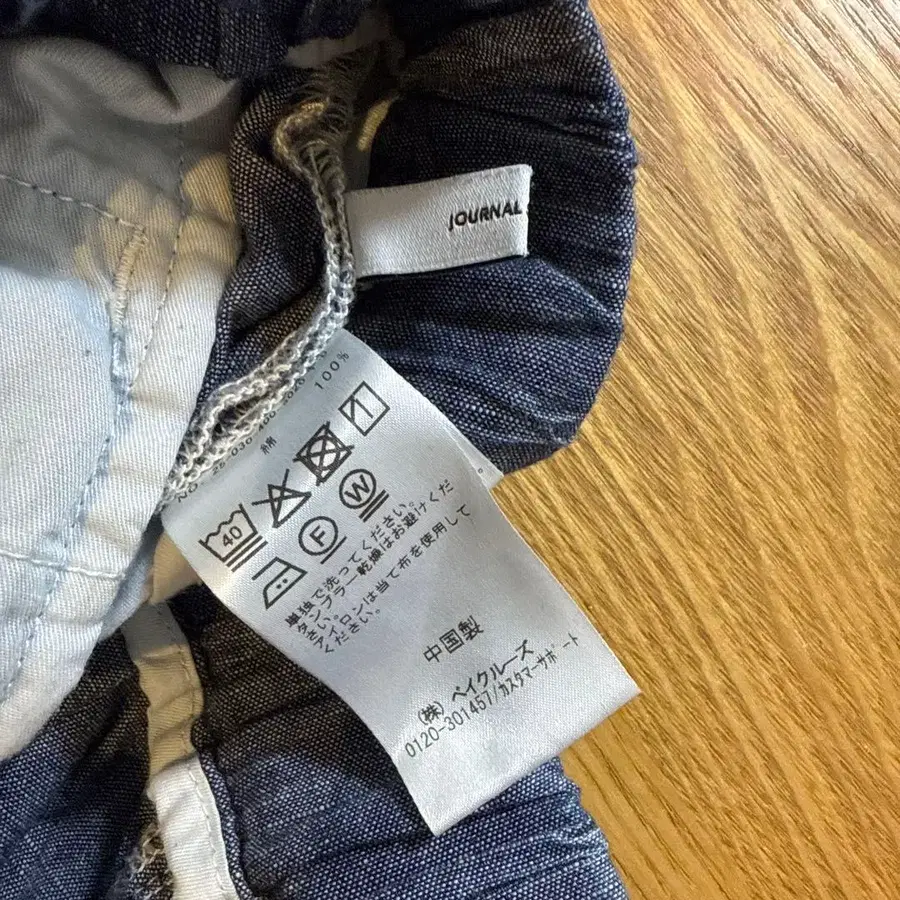 JOURNAL
100%
40
F
W
単独で洗ってください。
タンブラー乾燥はお避けくだ
さい。
アイロンは当て布を使用して
ください。
中国製
(株)ベイクルーズ
0120-301457/カスタマーサポート